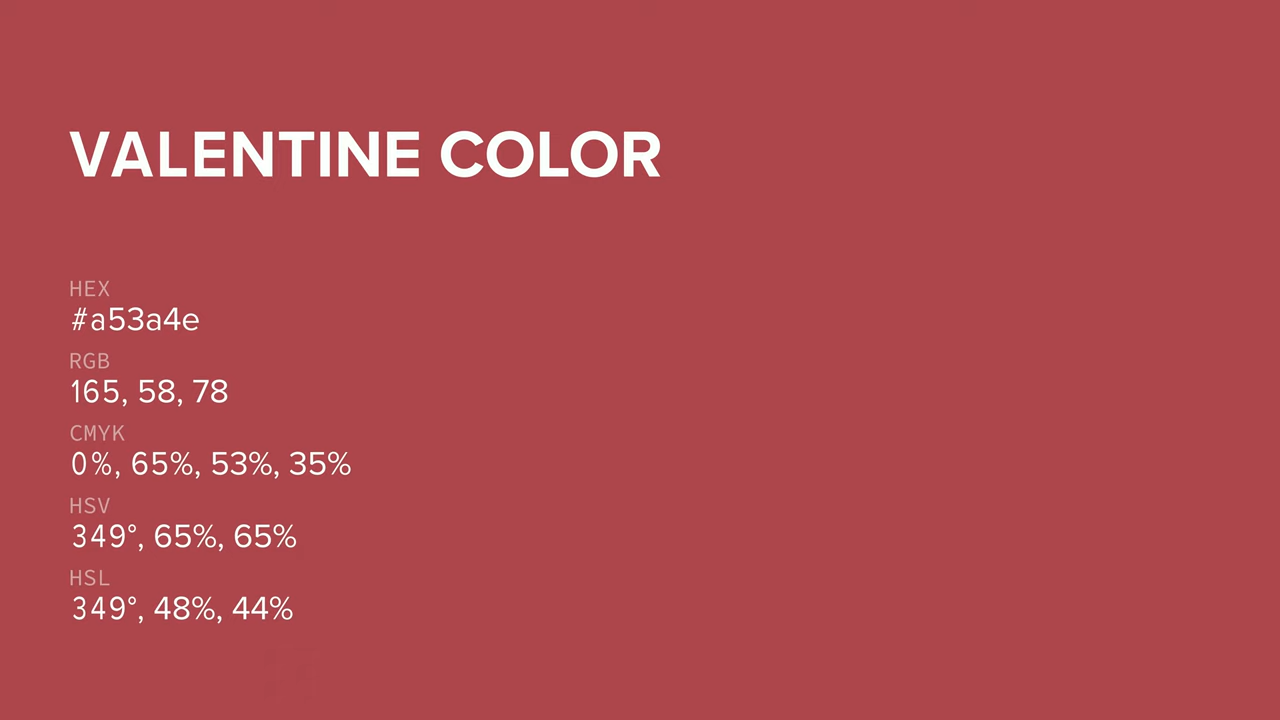 VALENTINE COLOR
HEX
#a53a4e
RGB
165, 58, 78
CMYK
0%, 65%, 53%, 35%
HSV
349°, 65%, 65%
HSL
349°, 48%, 44%